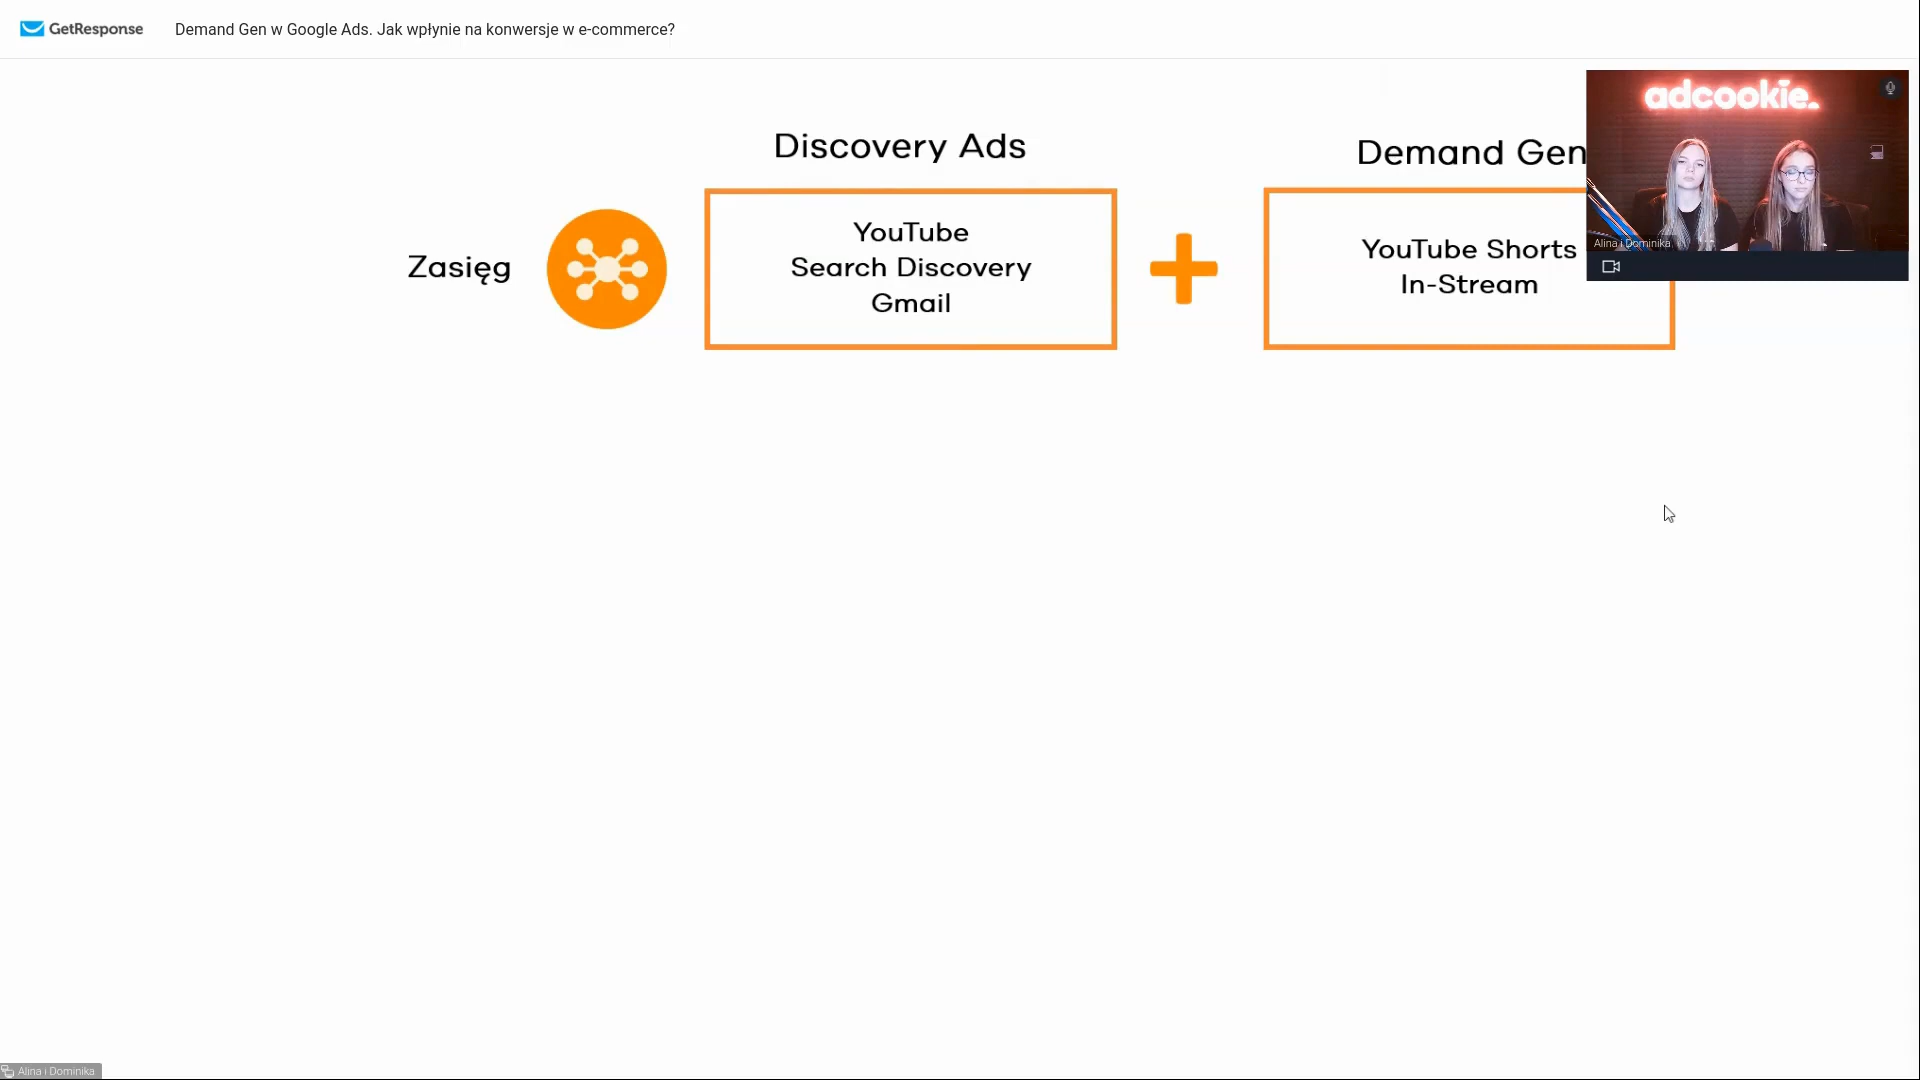 GetResponse
Demand Gen w Google Ads. Jak wpłynie na konwersje w e-commerce?
adcookie.
Discovery Ads
Demand Gen
Zasięg
YouTube
Search Discovery
Gmail
YouTube Shorts
In-Stream
Alina i Dominika
Alina i Dominika